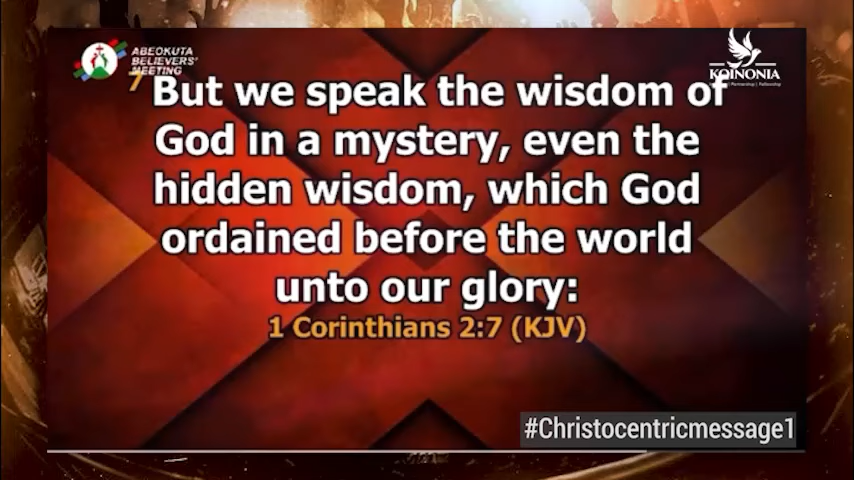 ABEOKUTA
BELIEVERS'
MEETING
KOINONIA
7 But we speak the wisdom of
God in a mystery, even the
hidden wisdom, which God
ordained before the world
unto our glory:
1 Corinthians 2:7 (KJV)
#Christocentricmessage1